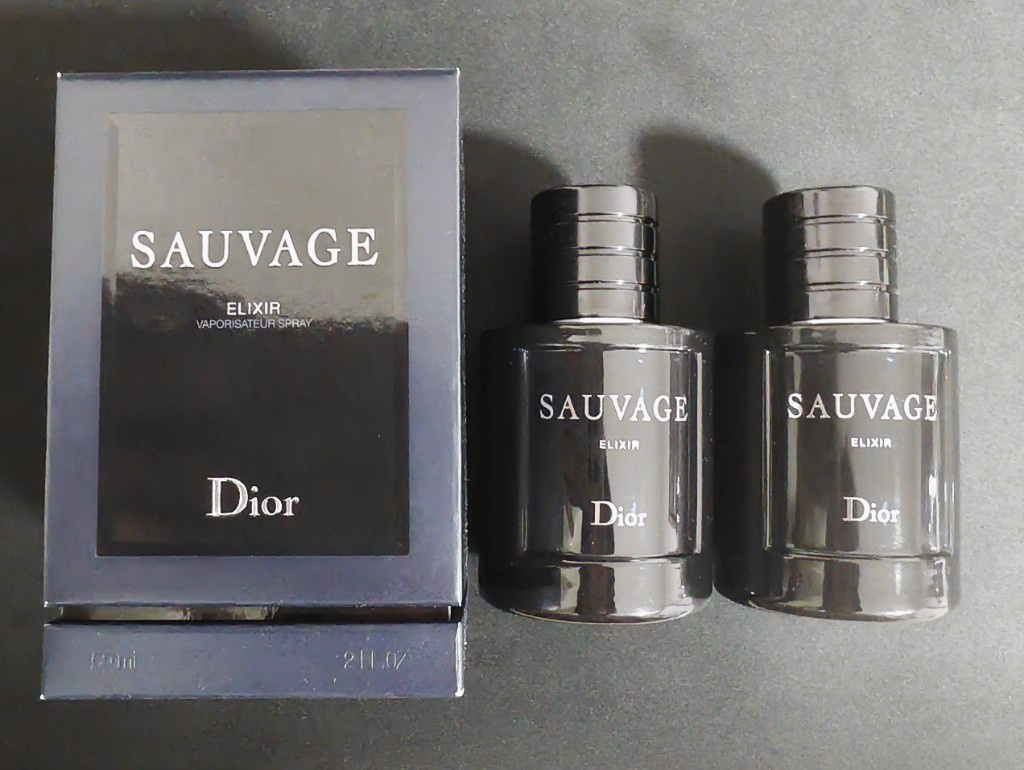 SAUVAGE
ELIXIR
VAPORISATEUR SPRAY
Dior
SAUVAGE
ELIXIR
Dior
SAUVAGE
ELIXIR
Dior